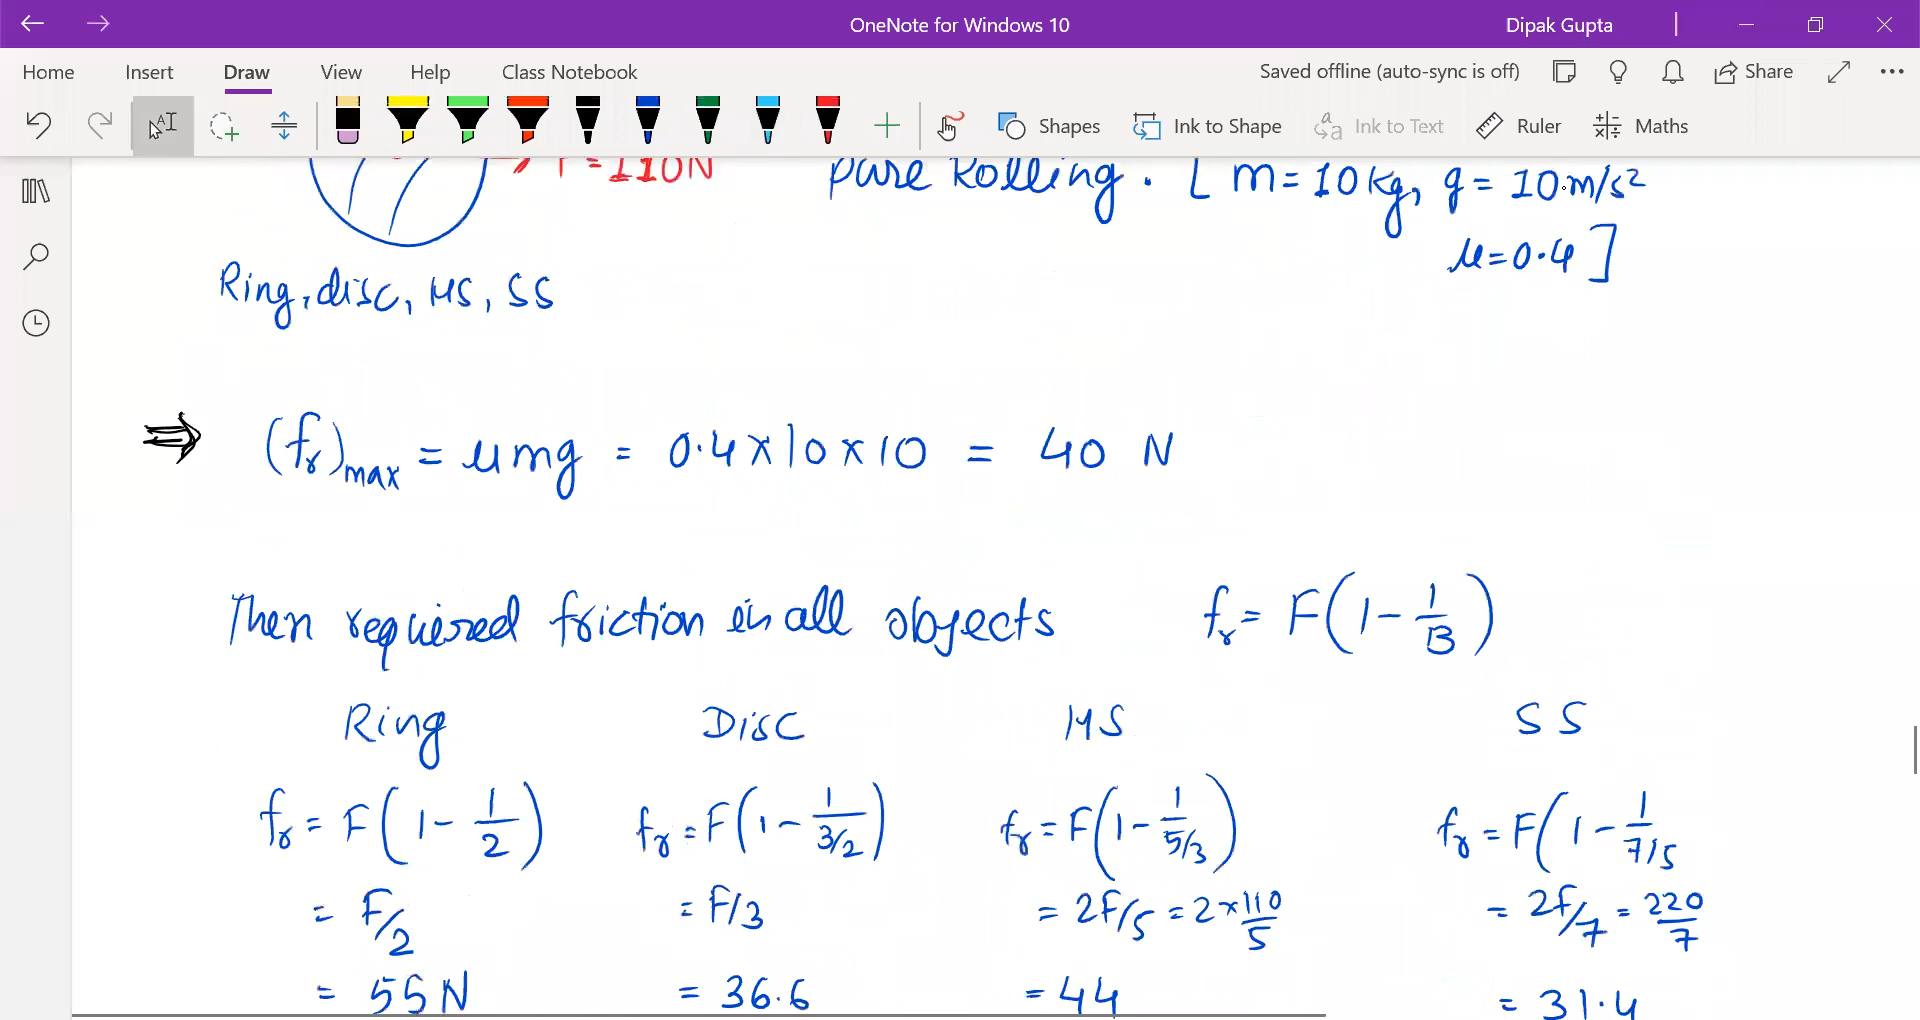 OneNote for Windows 10
Dipak Gupta
Home Insert Draw View Help Class Notebook
Saved offline (auto-sync is off) Share
Shapes Ink to Shape Ink to Text Ruler Maths
F = 110N
pure Rolling. [ m = 10 kg, g = 10 m/s²
μ = 0.4 ]
Ring, disc, HS, SS
⇒ (fr)max = μmg = 0.4 × 10 × 10 = 40 N
Then required friction in all objects fr = F(1 - 1/B)
Ring Disc HS SS
fr = F(1 - 1/2) fr = F(1 - 1/3/2) fr = F(1 - 1/5/3) fr = F(1 - 1/7/5
= F/2 = F/3 = 2F/5 = 2×110/5 = 2F/7 = 220/7
= 55 N = 36.6 = 44 = 31.4